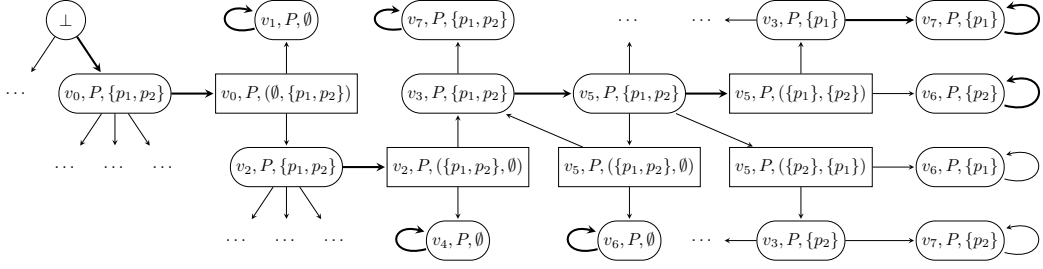 ⊥ v₁, P, ∅ v₇, P, {p₁, p₂} ··· ··· v₃, P, {p₁} v₇, P, {p₁}
··· v₀, P, {p₁, p₂} v₀, P, (∅, {p₁, p₂}) v₃, P, {p₁, p₂} v₅, P, {p₁, p₂} v₅, P, ({p₁}, {p₂}) v₆, P, {p₂}
··· ··· v₂, P, {p₁, p₂} v₂, P, ({p₁, p₂}, ∅) v₅, P, ({p₁, p₂}, ∅) v₅, P, ({p₂}, {p₁}) v₆, P, {p₁}
··· ··· v₄, P, ∅ v₆, P, ∅ ··· v₃, P, {p₂} v₇, P, {p₂}